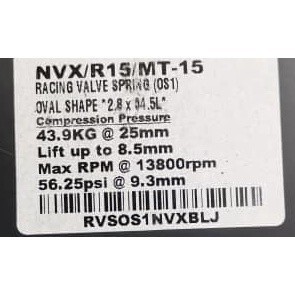 NVX/R15/MT-15
RACING VALVE SPRING (OS1)
OVAL SHAPE "2.8 x 34.5L"
Compression Pressure
43.9KG @ 25mm
Lift up to 8.5mm
Max RPM @ 13800rpm
56.25psi @ 9.3mm
RVSOS1NVXBLJ